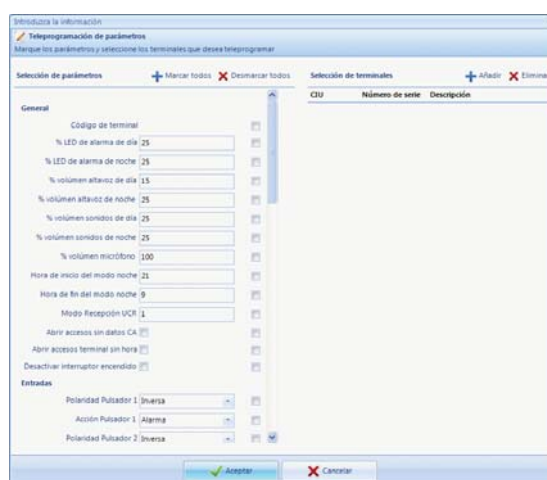 Introduzca la información
Teleprogramación de parámetros
Marque los parámetros y seleccione los terminales que desea teleprogramar
Selección de parámetros
Marcar todos
Desmarcar todos
General
Código de terminal
% LED de alarma de día 25
% LED de alarma de noche 25
% volúmen altavoz de día 15
% volúmen altavoz de noche 25
% volúmen sonidos de día 25
% volúmen sonidos de noche 25
% volúmen micrófono 100
Hora de inicio del modo noche 21
Hora de fin del modo noche 9
Modo Recepción UCR 1
Abrir accesos sin datos CA
Abrir accesos terminal sin hora
Desactivar interruptor encendido
Entradas
Polaridad Pulsador 1 Inversa
Acción Pulsador 1 Alarma
Polaridad Pulsador 2 Inversa
Selección de terminales
Añadir
Elimina
CIU Número de serie Descripción
Aceptar
Cancelar